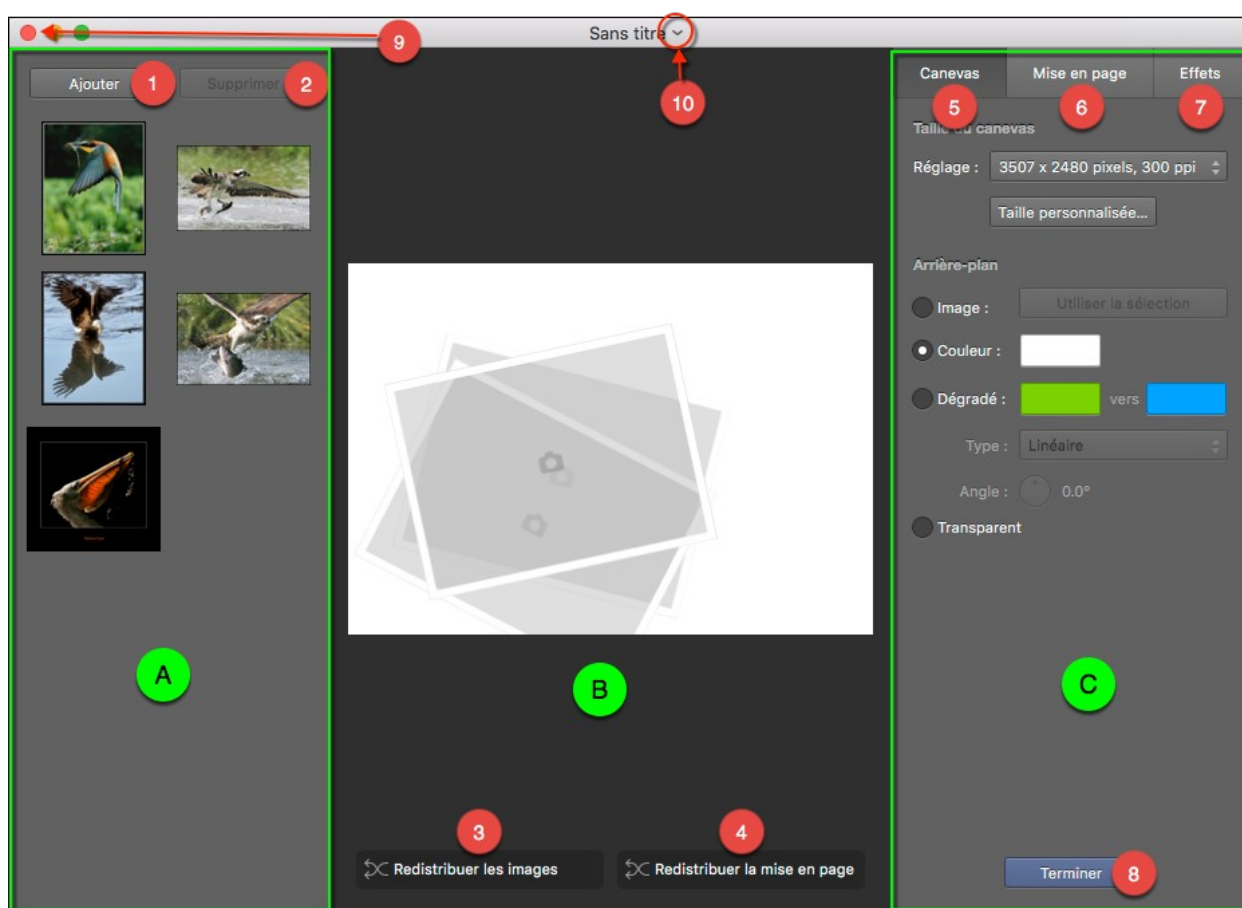 Sans titre
9
10
Ajouter
1
Supprimer
2
A
B
3
Redistribuer les images
4
Redistribuer la mise en page
Canevas
Mise en page
Effets
5
6
7
Taille du canevas
Réglage : 3507 x 2480 pixels, 300 ppi
Taille personnalisée...
Arrière-plan
Image : Utiliser la sélection
Couleur :
Dégradé : vers
Type : Linéaire
Angle : 0.0°
Transparent
C
Terminer
8